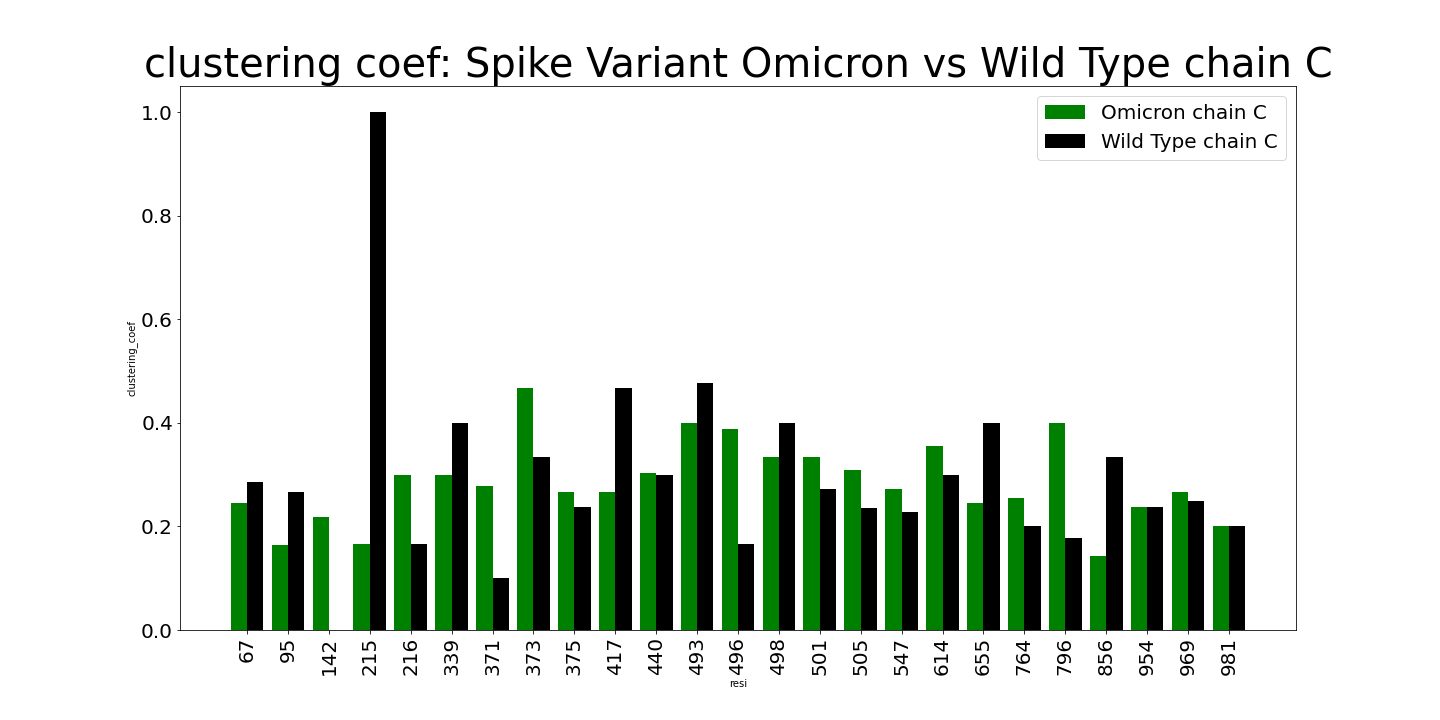 clustering coef: Spike Variant Omicron vs Wild Type chain C
Omicron chain C
Wild Type chain C
clustering_coef
1.0
0.8
0.6
0.4
0.2
0.0
67 95 142 215 216 339 371 373 375 417 440 493 496 498 501 505 547 614 655 764 796 856 954 969 981
resi